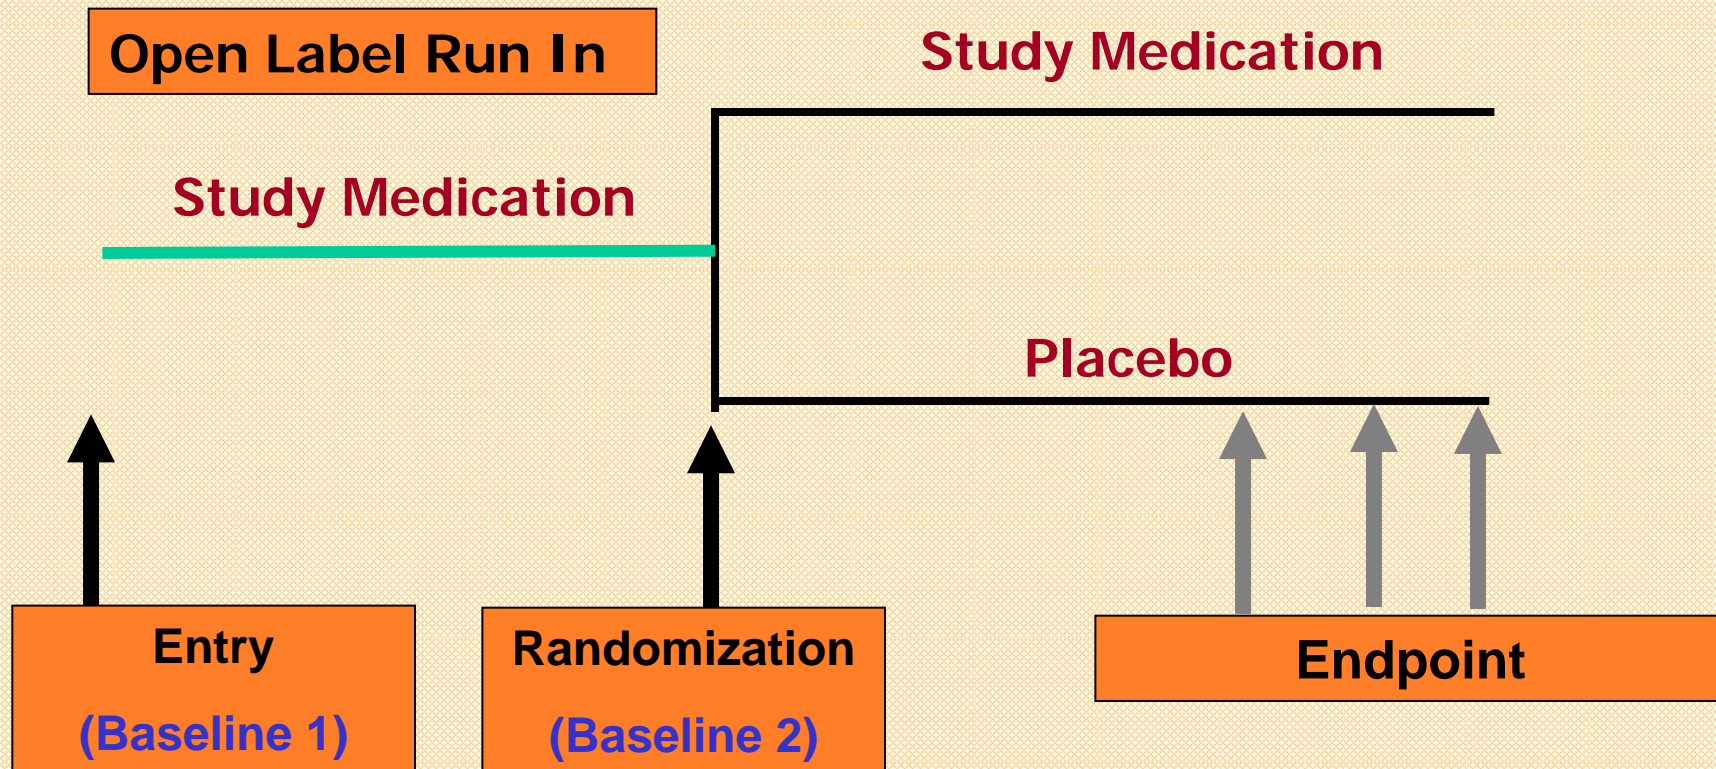 Open Label Run In
Study Medication
Study Medication
Placebo
Entry
(Baseline 1)
Randomization
(Baseline 2)
Endpoint